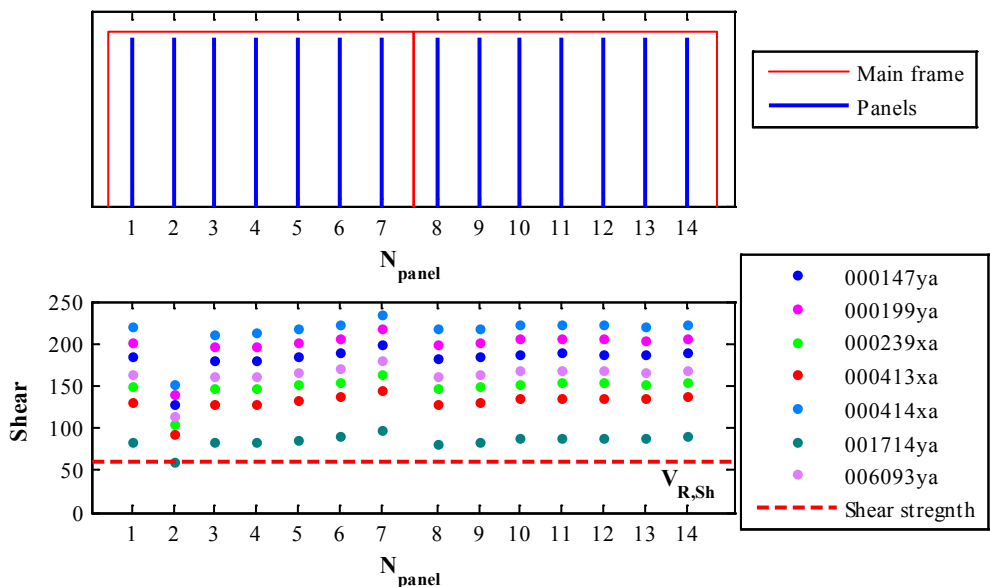 Main frame
Panels
1 2 3 4 5 6 7 8 9 10 11 12 13 14
N_panel
250
200
150
100
50
0
Shear
V_R,Sh
1 2 3 4 5 6 7 8 9 10 11 12 13 14
N_panel
000147ya
000199ya
000239xa
000413xa
000414xa
001714ya
006093ya
Shear stregnth